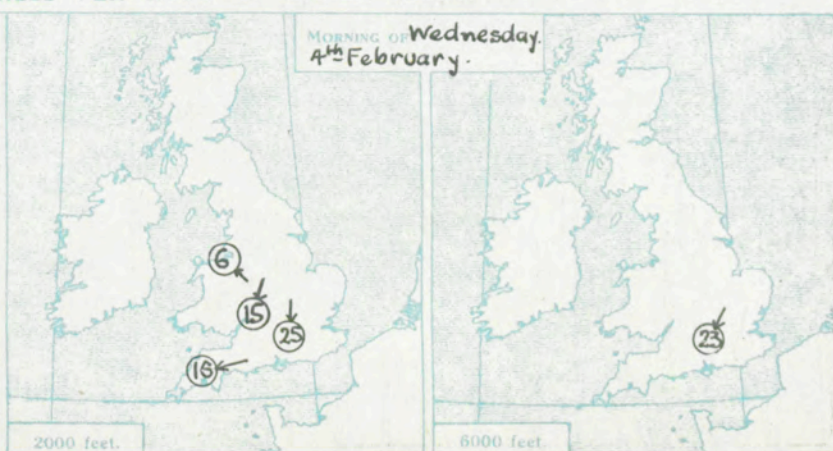 MORNING OF Wednesday.
4th February.
6
15
25
18
23
2000 feet.
6000 feet.